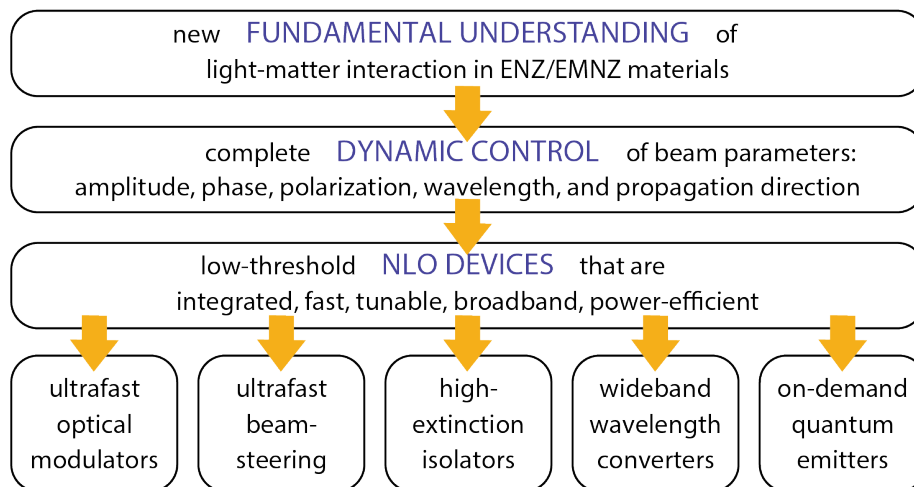 new FUNDAMENTAL UNDERSTANDING of
light-matter interaction in ENZ/EMNZ materials
complete DYNAMIC CONTROL of beam parameters:
amplitude, phase, polarization, wavelength, and propagation direction
low-threshold NLO DEVICES that are
integrated, fast, tunable, broadband, power-efficient
ultrafast
optical
modulators
ultrafast
beam-
steering
high-
extinction
isolators
wideband
wavelength
converters
on-demand
quantum
emitters